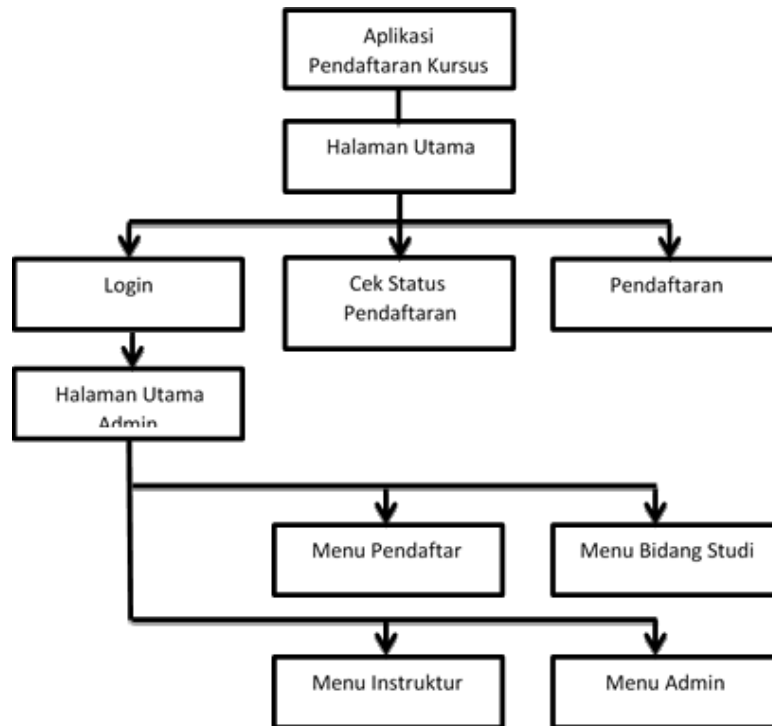 Aplikasi
Pendaftaran Kursus
Halaman Utama
Login
Cek Status
Pendaftaran
Pendaftaran
Halaman Utama
Admin
Menu Pendaftar
Menu Bidang Studi
Menu Instruktur
Menu Admin